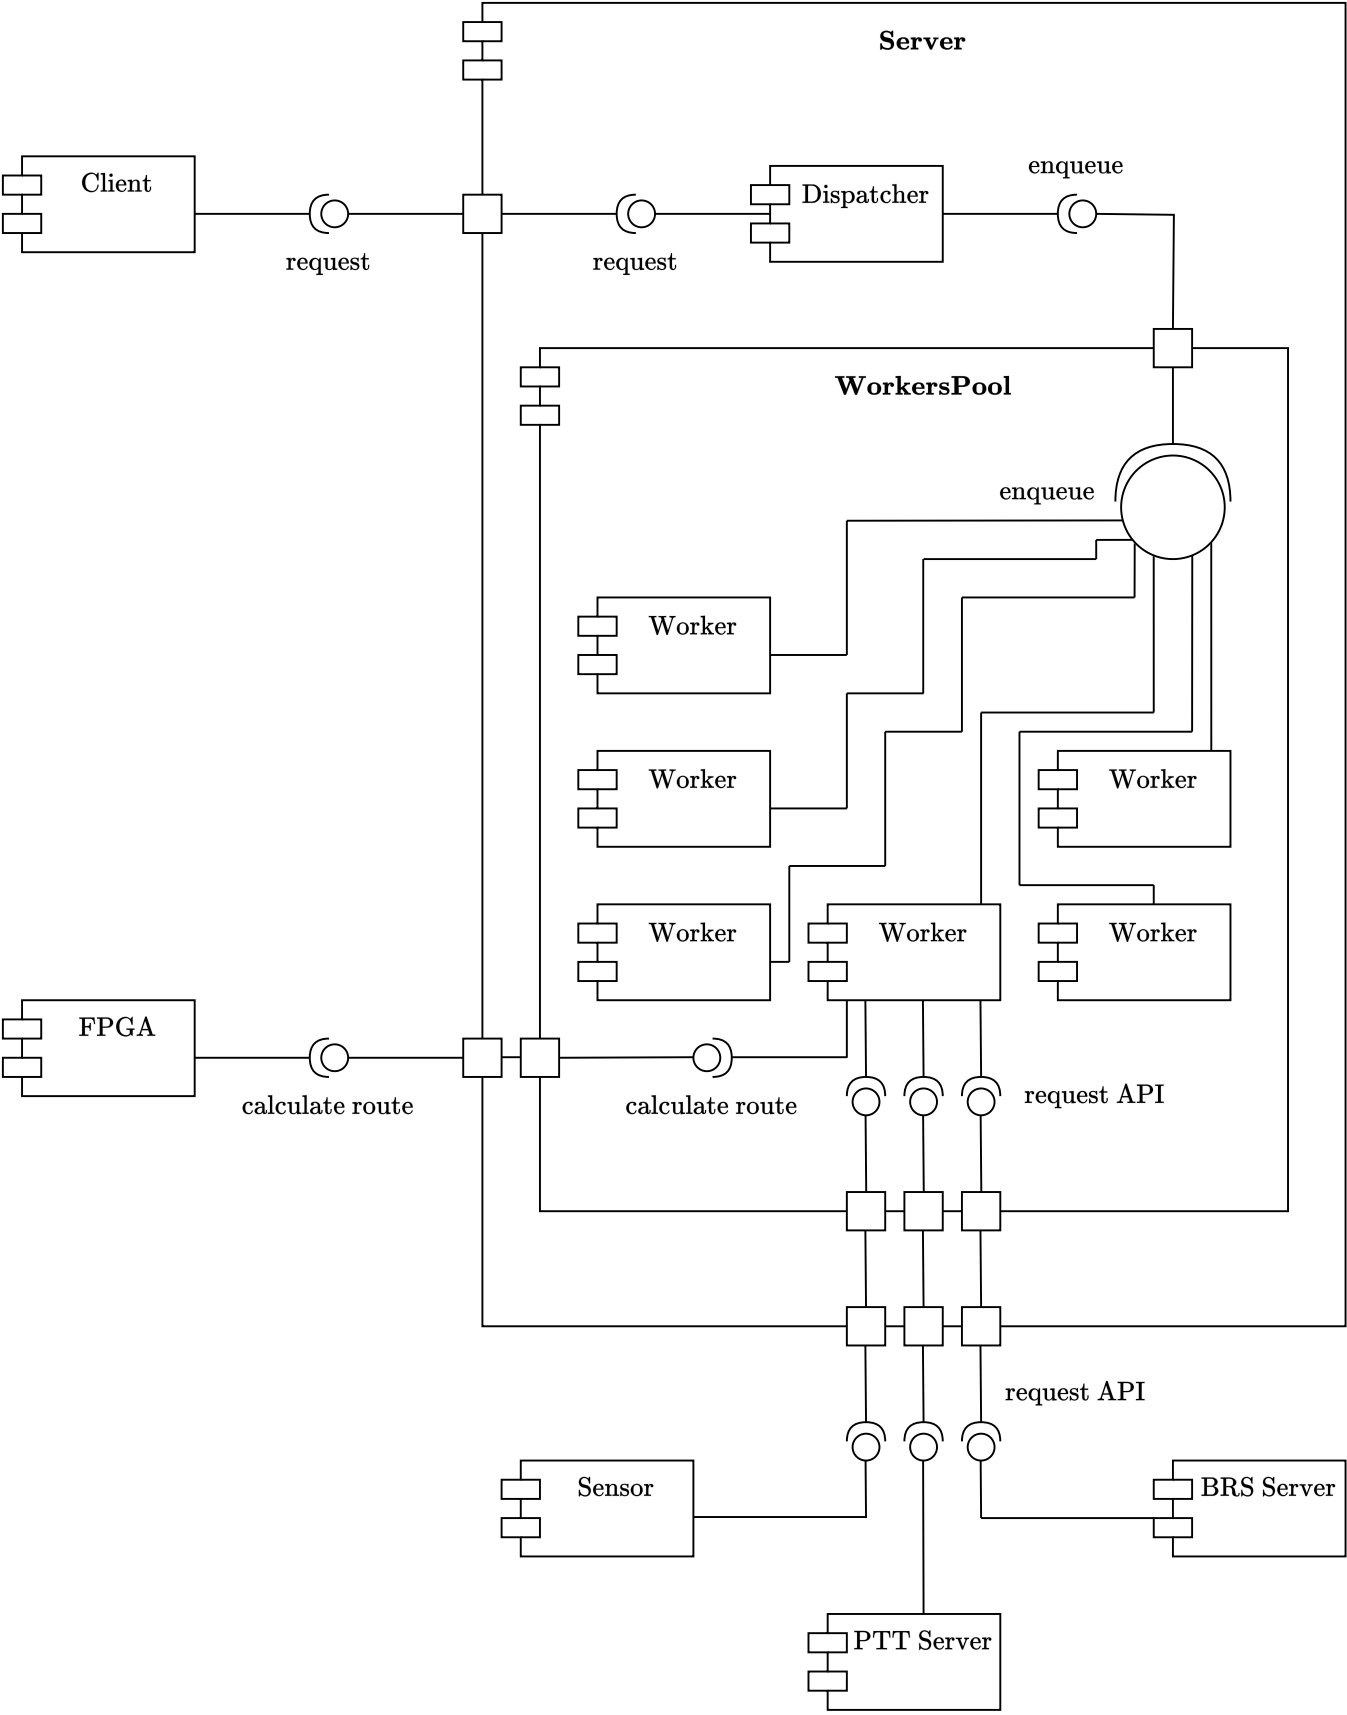 Server
Client
Dispatcher
enqueue
request
request
WorkersPool
enqueue
Worker
Worker
Worker
Worker
Worker
Worker
FPGA
calculate route
calculate route
request API
request API
Sensor
BRS Server
PTT Server